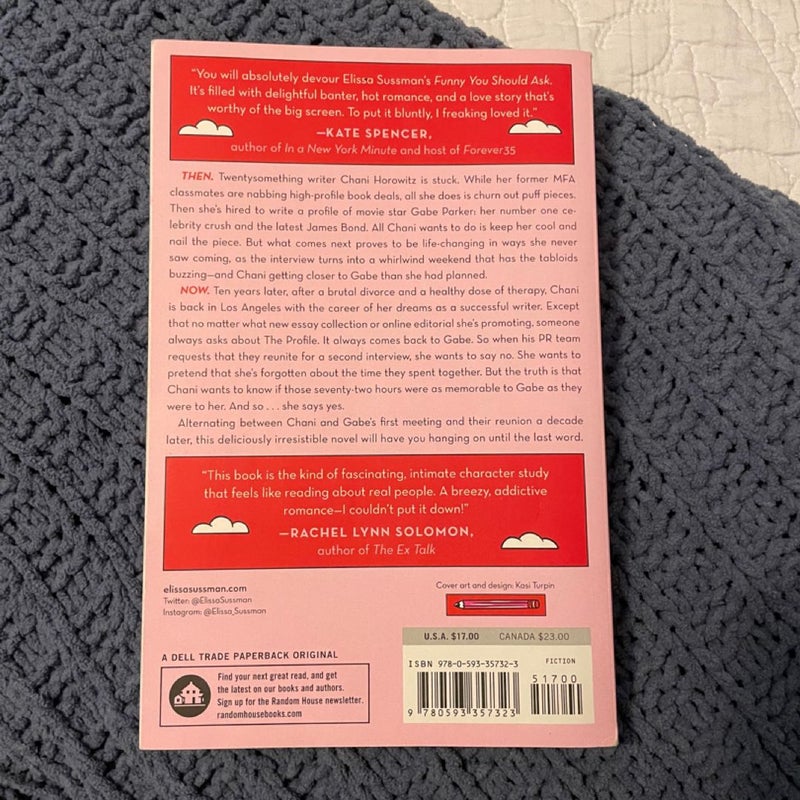 "You will absolutely devour Elissa Sussman's Funny You Should Ask.
It's filled with delightful banter, hot romance, and a love story that's
worthy of the big screen. To put it bluntly, I freaking loved it."
—KATE SPENCER,
author of In a New York Minute and host of Forever35
THEN. Twentysomething writer Chani Horowitz is stuck. While her former MFA
classmates are nabbing high-profile book deals, all she does is churn out puff pieces.
Then she's hired to write a profile of movie star Gabe Parker: her number one ce-
lebrity crush and the latest James Bond. All Chani wants to do is keep her cool and
nail the piece. But what comes next proves to be life-changing in ways she never
saw coming, as the interview turns into a whirlwind weekend that has the tabloids
buzzing—and Chani getting closer to Gabe than she had planned.
NOW. Ten years later, after a brutal divorce and a healthy dose of therapy, Chani
is back in Los Angeles with the career of her dreams as a successful writer. Except
that no matter what new essay collection or online editorial she's promoting, someone
always asks about The Profile. It always comes back to Gabe. So when his PR team
requests that they reunite for a second interview, she wants to say no. She wants to
pretend that she's forgotten about the time they spent together. But the truth is that
Chani wants to know if those seventy-two hours were as memorable to Gabe as they
were to her. And so . . . she says yes.
Alternating between Chani and Gabe's first meeting and their reunion a decade
later, this deliciously irresistible novel will have you hanging on until the last word.
"This book is the kind of fascinating, intimate character study
that feels like reading about real people. A breezy, addictive
romance—I couldn't put it down!"
—RACHEL LYNN SOLOMON,
author of The Ex Talk
elissasussman.com
Twitter: @ElissaSussman
Instagram: @Elissa_Sussman
Cover art and design: Kasi Turpin
U.S.A. $17.00 CANADA $23.00
A DELL TRADE PAPERBACK ORIGINAL
Find your next great read, and get
the latest on our books and authors.
Sign up for the Random House newsletter.
randomhousebooks.com
ISBN 978-0-593-35732-3
FICTION
51700
9 780593 357323